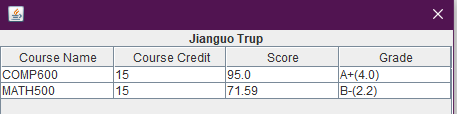 Jianguo Trup
Course Name Course Credit Score Grade
COMP600 15 95.0 A+(4.0)
MATH500 15 71.59 B-(2.2)